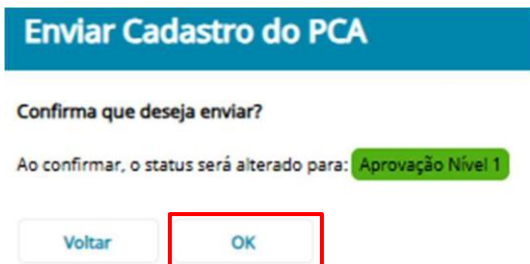 Enviar Cadastro do PCA
Confirma que deseja enviar?
Ao confirmar, o status será alterado para: Aprovação Nível 1
Voltar OK